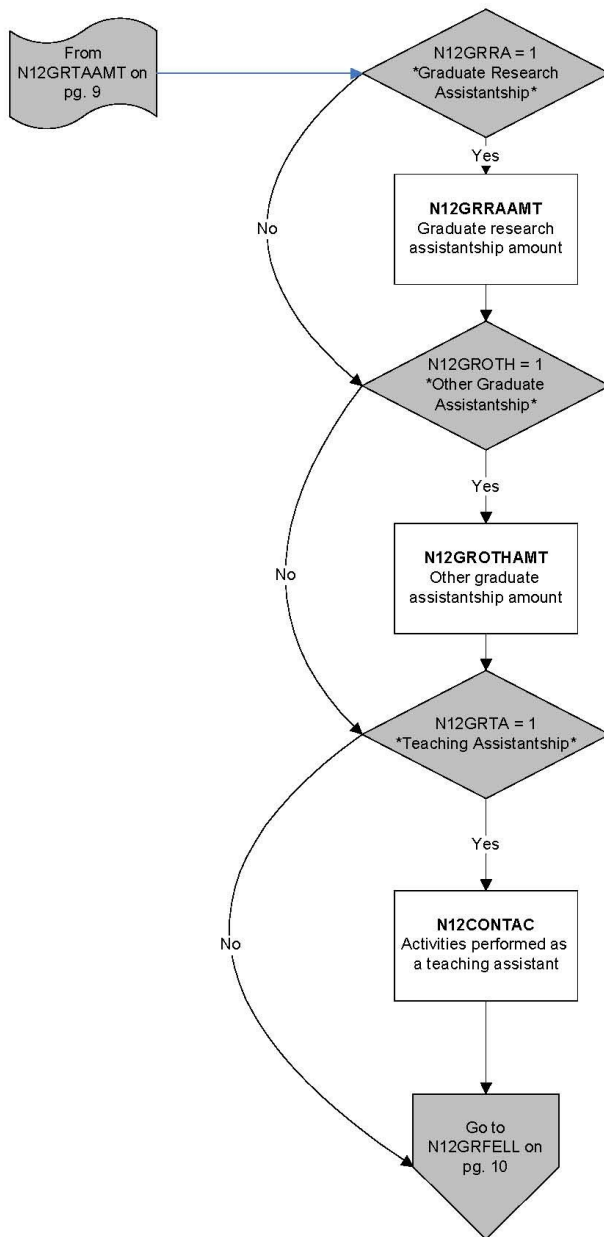 From
N12GRTAAMT on
pg. 9
N12GRRA = 1
*Graduate Research
Assistantship*
Yes
N12GRRAAMT
Graduate research
assistantship amount
No
N12GROTH = 1
*Other Graduate
Assistantship*
Yes
N12GROTHAMT
Other graduate
assistantship amount
No
N12GRTA = 1
*Teaching Assistantship*
Yes
N12CONTAC
Activities performed as
a teaching assistant
No
Go to
N12GRFELL on
pg. 10